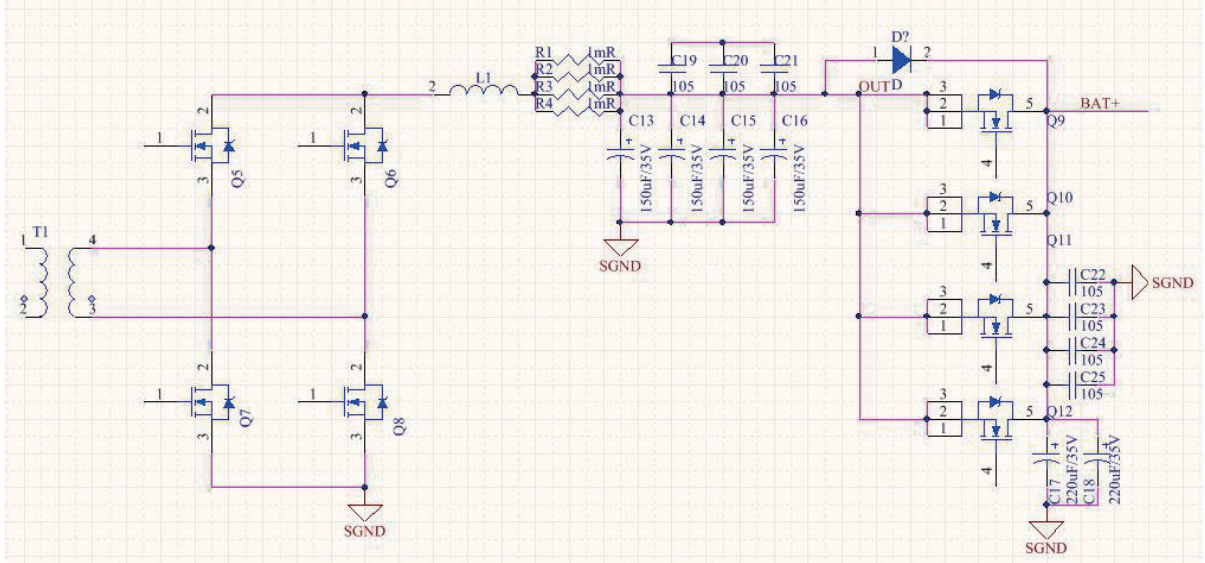 D?
1 2
R1 1mR
R2 1mR
R3 1mR
R4 1mR
C19 C20 C21
105 105 105
2 L1
OUT D
3
2
1
5 BAT+
Q9
4
2 2
1 1
3 3
Q5 Q6
C13 C14 C15 C16
150uF/35V 150uF/35V 150uF/35V 150uF/35V
SGND
3
2
1
5
Q10
Q11
4
T1
1 4
2 3
C22
105
SGND
3
2
1
5
C23
105
C24
105
4
C25
105
2 2
1 1
3 3
Q7 Q8
3
2
1
5
Q12
4
C17 220uF/35V
C18 220uF/35V
SGND
SGND